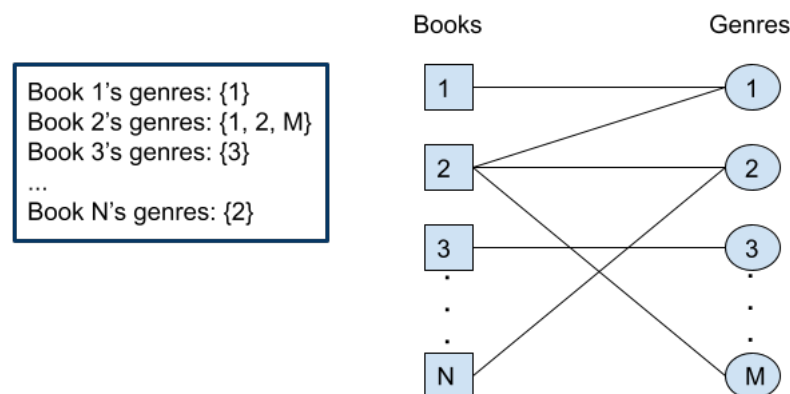 Books Genres
Book 1's genres: {1}
Book 2's genres: {1, 2, M}
Book 3's genres: {3}
...
Book N's genres: {2}
1 1
2 2
3 3
. .
. .
. .
N M